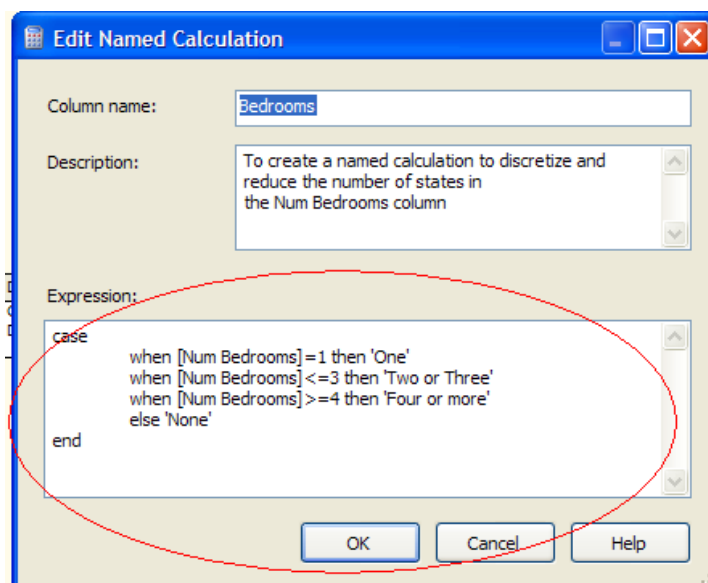 Edit Named Calculation
Column name:
Bedrooms
Description:
To create a named calculation to discretize and
reduce the number of states in
the Num Bedrooms column
Expression:
case
when [Num Bedrooms]=1 then 'One'
when [Num Bedrooms]<=3 then 'Two or Three'
when [Num Bedrooms]>=4 then 'Four or more'
else 'None'
end
OK
Cancel
Help